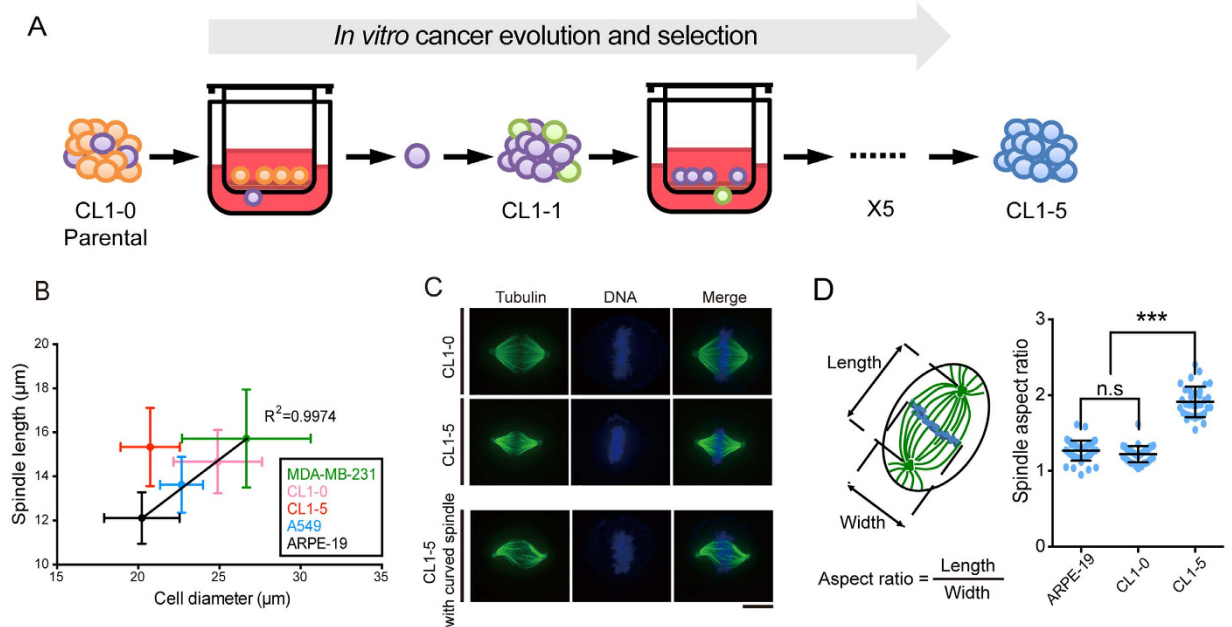 A
In vitro cancer evolution and selection
CL1-0
Parental
CL1-1
X5
CL1-5
B
Spindle length (μm)
20
18
16
14
12
10
R²=0.9974
MDA-MB-231
CL1-0
CL1-5
A549
ARPE-19
15
20
25
30
35
Cell diameter (μm)
C
Tubulin
DNA
Merge
CL1-0
CL1-5
CL1-5
with curved spindle
D
Length
Width
Aspect ratio = Length
Width
Spindle aspect ratio
3
2
1
0
***
n.s
ARPE-19
CL1-0
CL1-5